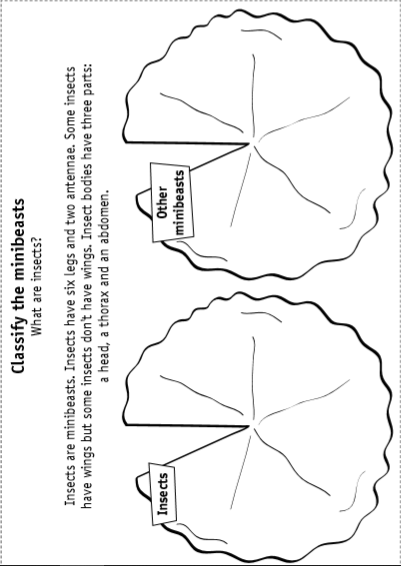 Classify the minibeasts
What are insects?
Insects are minibeasts. Insects have six legs and two antennae. Some insects
have wings but some insects don't have wings. Insect bodies have three parts:
a head, a thorax and an abdomen.
Insects
Other
minibeasts